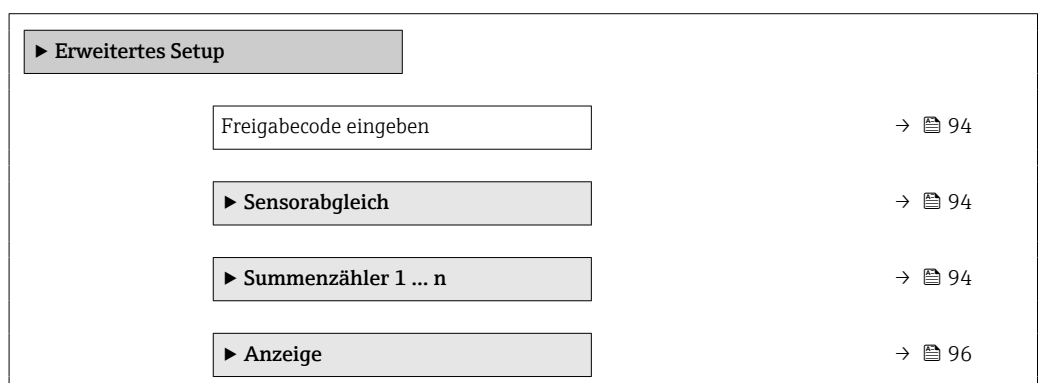 ▶ Erweitertes Setup
Freigabecode eingeben → 94
▶ Sensorabgleich → 94
▶ Summenzähler 1 … n → 94
▶ Anzeige → 96